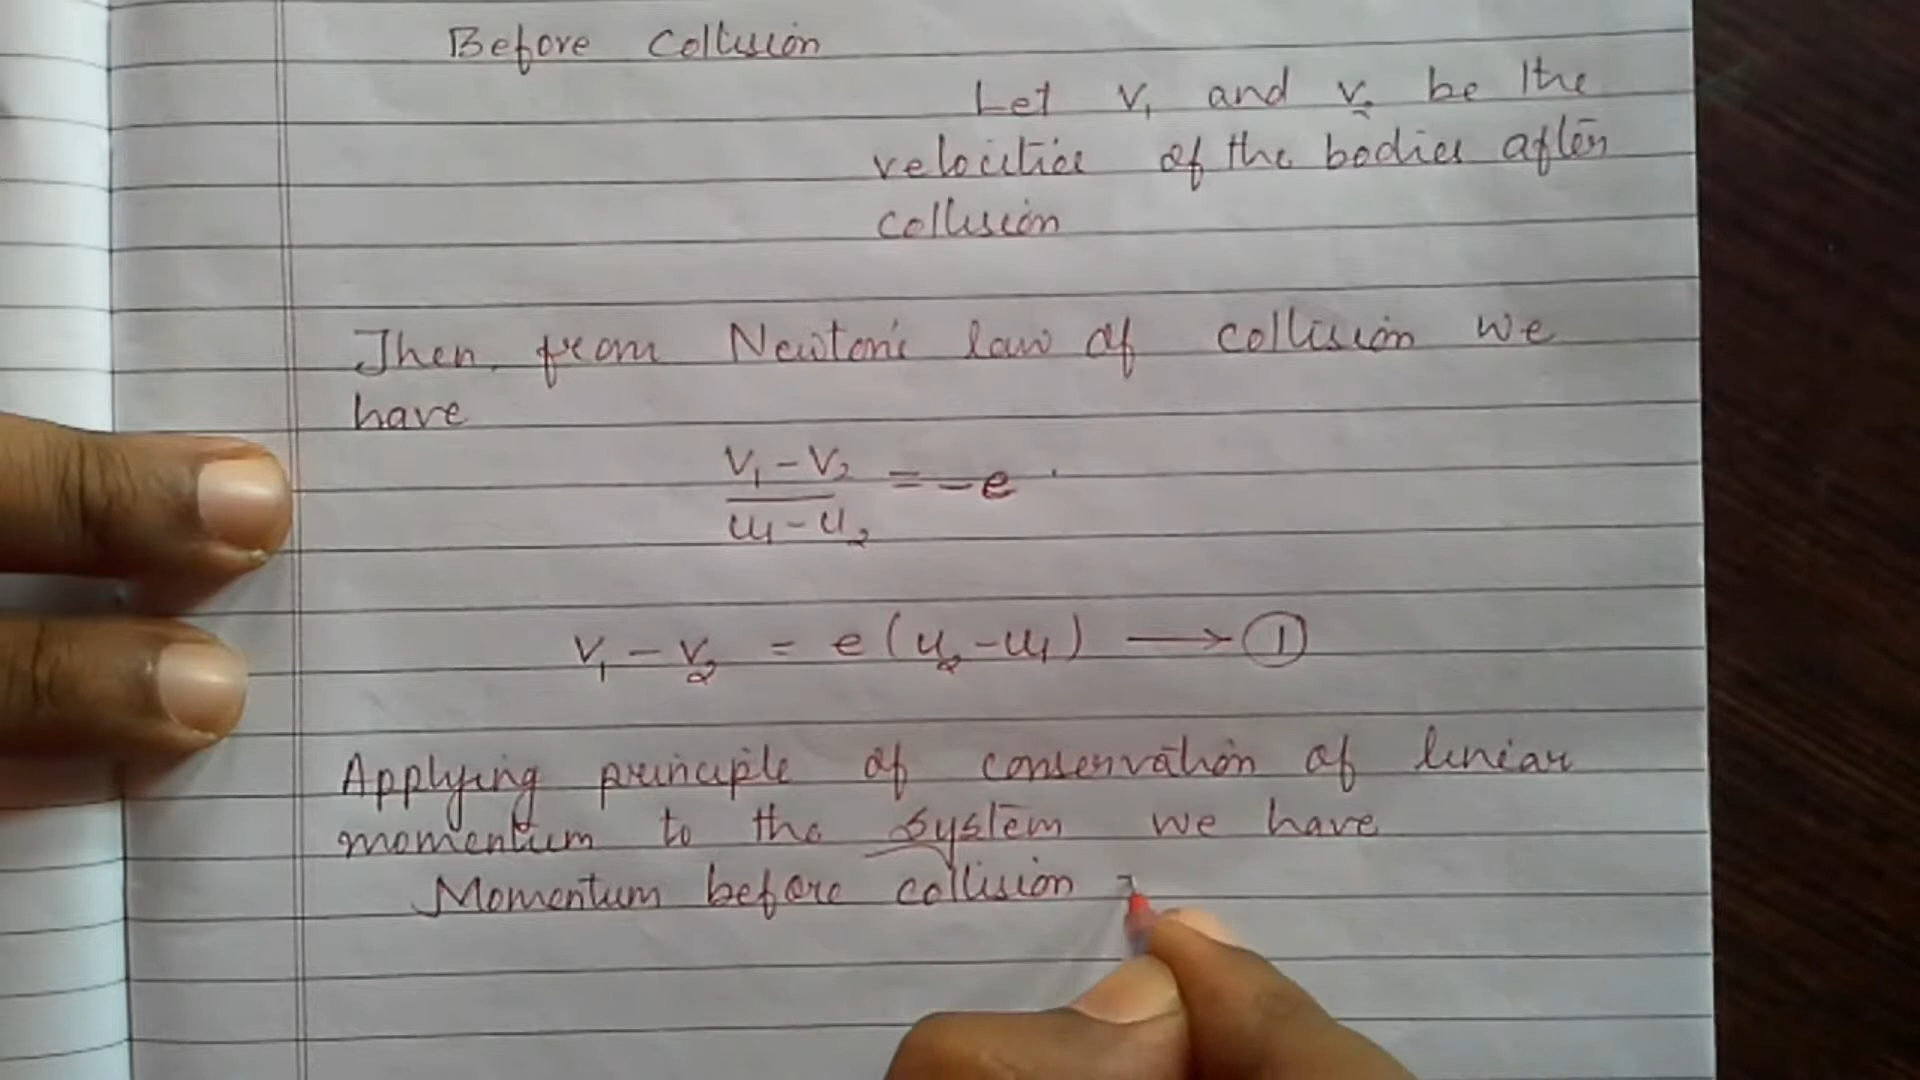 Before Collision
Let v₁ and v₂ be the
velocities of the bodies after
collision
Then, from Newton's law of collision we
have
v₁ - v₂
u₁ - u₂
= -e
v₁ - v₂ = e(u₂ - u₁) → ①
Applying principle of conservation of linear
momentum to the system we have
Momentum before collision =